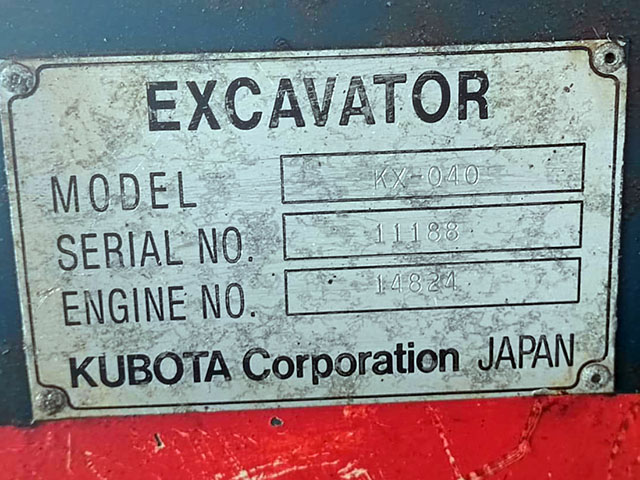 EXCAVATOR
MODEL KX-040
SERIAL NO. 11188
ENGINE NO. 14824
KUBOTA Corporation JAPAN